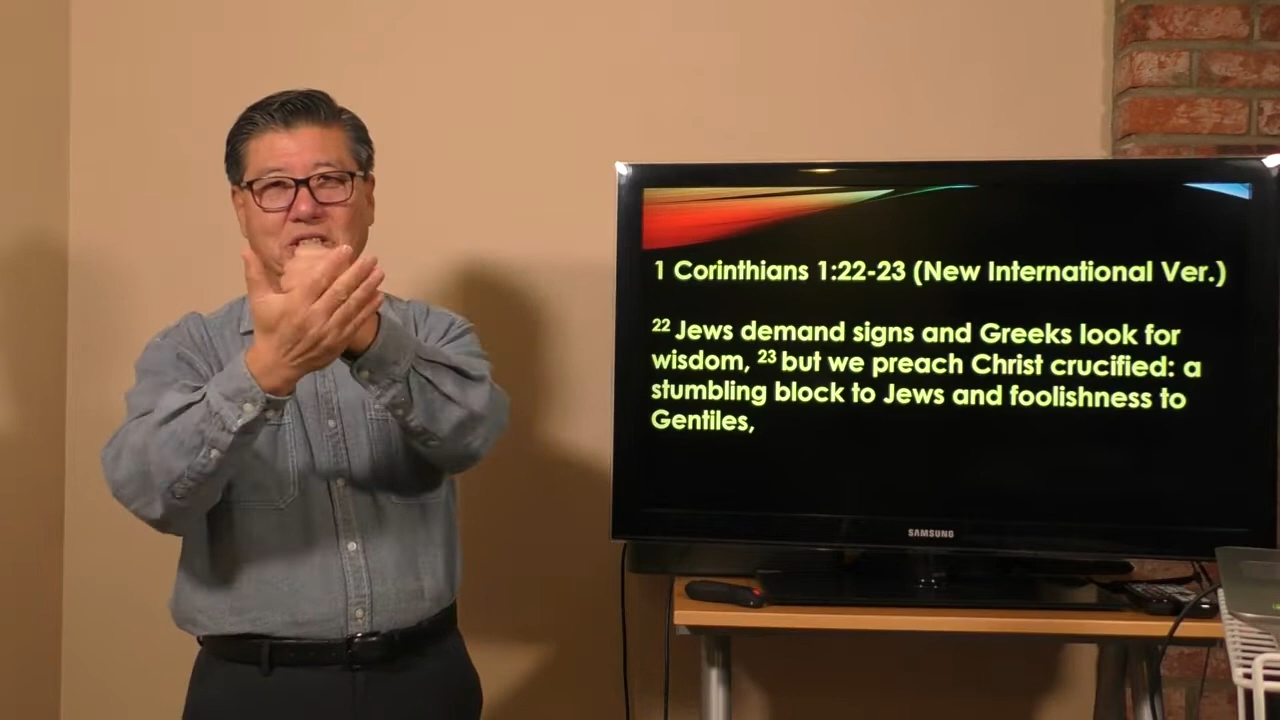 1 Corinthians 1:22-23 (New International Ver.)
22 Jews demand signs and Greeks look for
wisdom, 23 but we preach Christ crucified: a
stumbling block to Jews and foolishness to
Gentiles,
SAMSUNG